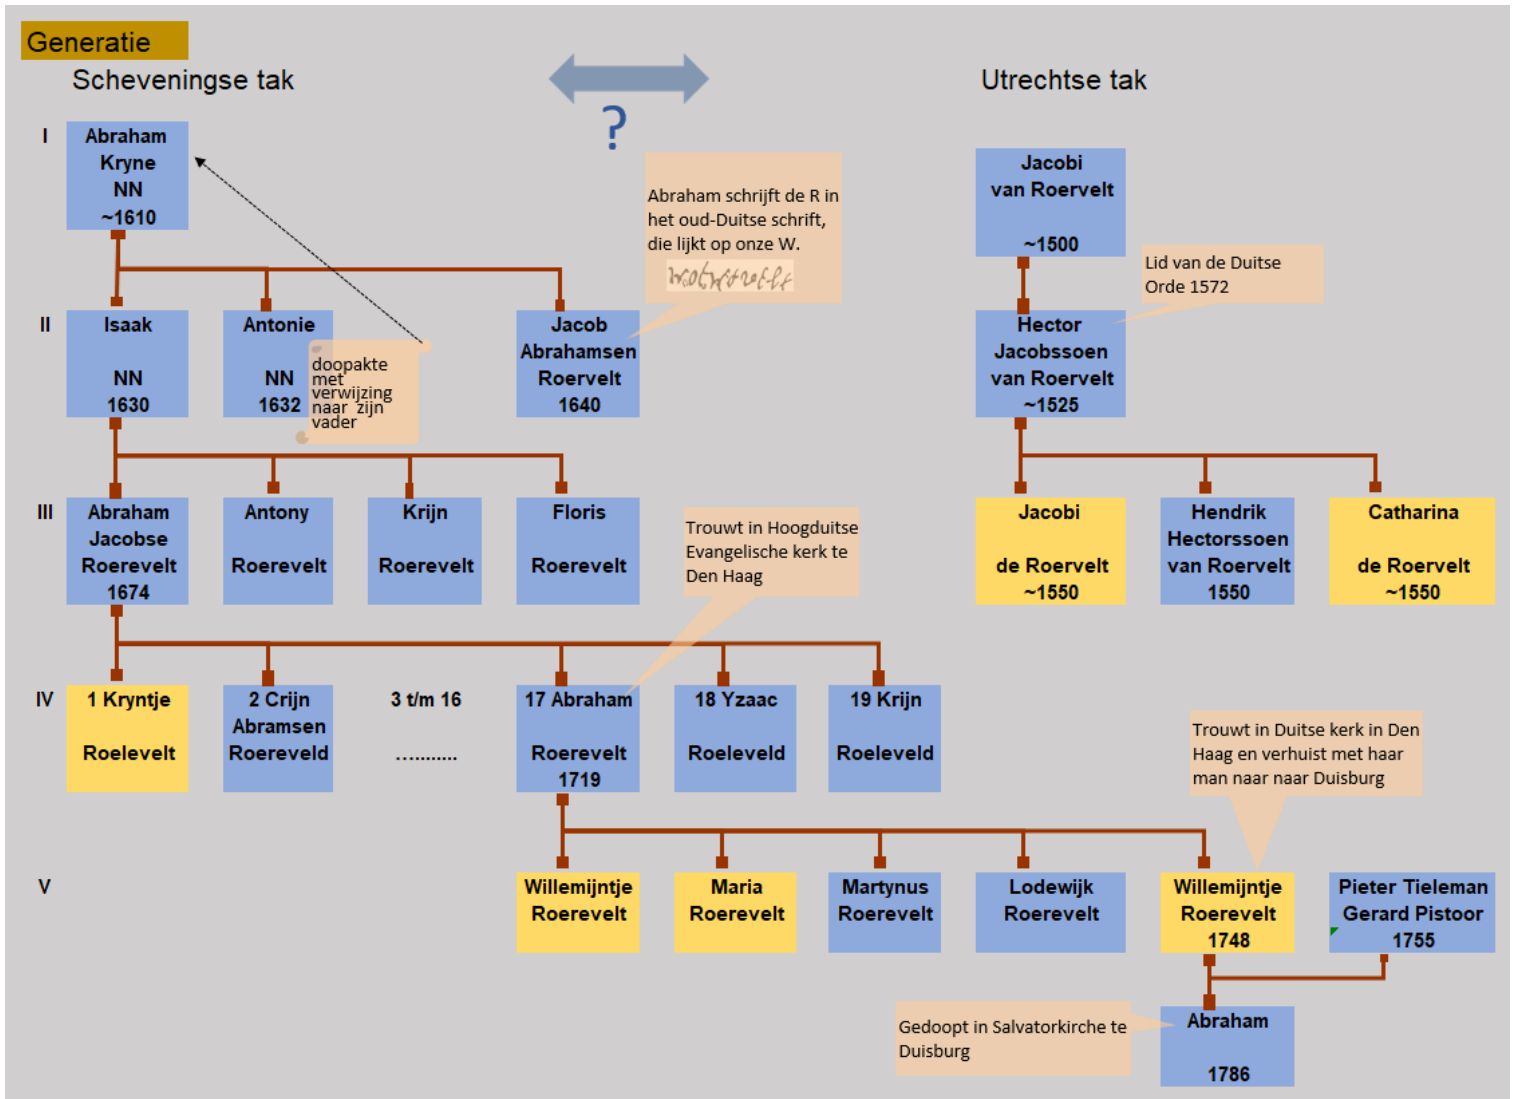 Generatie
Scheveningse tak
Utrechtse tak
?
I
Abraham
Kryne
NN
~1610
Jacobi
van Roervelt
~1500
Abraham schrijft de R in
het oud-Duitse schrift,
die lijkt op onze W.
Lid van de Duitse
Orde 1572
II
Isaak
NN
1630
Antonie
NN
1632
doopakte
met
verwijzing
naar zijn
vader
Jacob
Abrahamsen
Roervelt
1640
Hector
Jacobssoen
van Roervelt
~1525
III
Abraham
Jacobse
Roerevelt
1674
Antony
Roerevelt
Krijn
Roerevelt
Floris
Roerevelt
Trouwt in Hoogduitse
Evangelische kerk te
Den Haag
Jacobi
de Roervelt
~1550
Hendrik
Hectorssoen
van Roervelt
1550
Catharina
de Roervelt
~1550
IV
1 Kryntje
Roelevelt
2 Crijn
Abramsen
Roereveld
3 t/m 16
...........
17 Abraham
Roerevelt
1719
18 Yzaac
Roeleveld
19 Krijn
Roeleveld
Trouwt in Duitse kerk in Den
Haag en verhuist met haar
man naar naar Duisburg
V
Willemijntje
Roerevelt
Maria
Roerevelt
Martynus
Roerevelt
Lodewijk
Roerevelt
Willemijntje
Roerevelt
1748
Pieter Tieleman
Gerard Pistoor
1755
Gedoopt in Salvatorkirche te
Duisburg
Abraham
1786